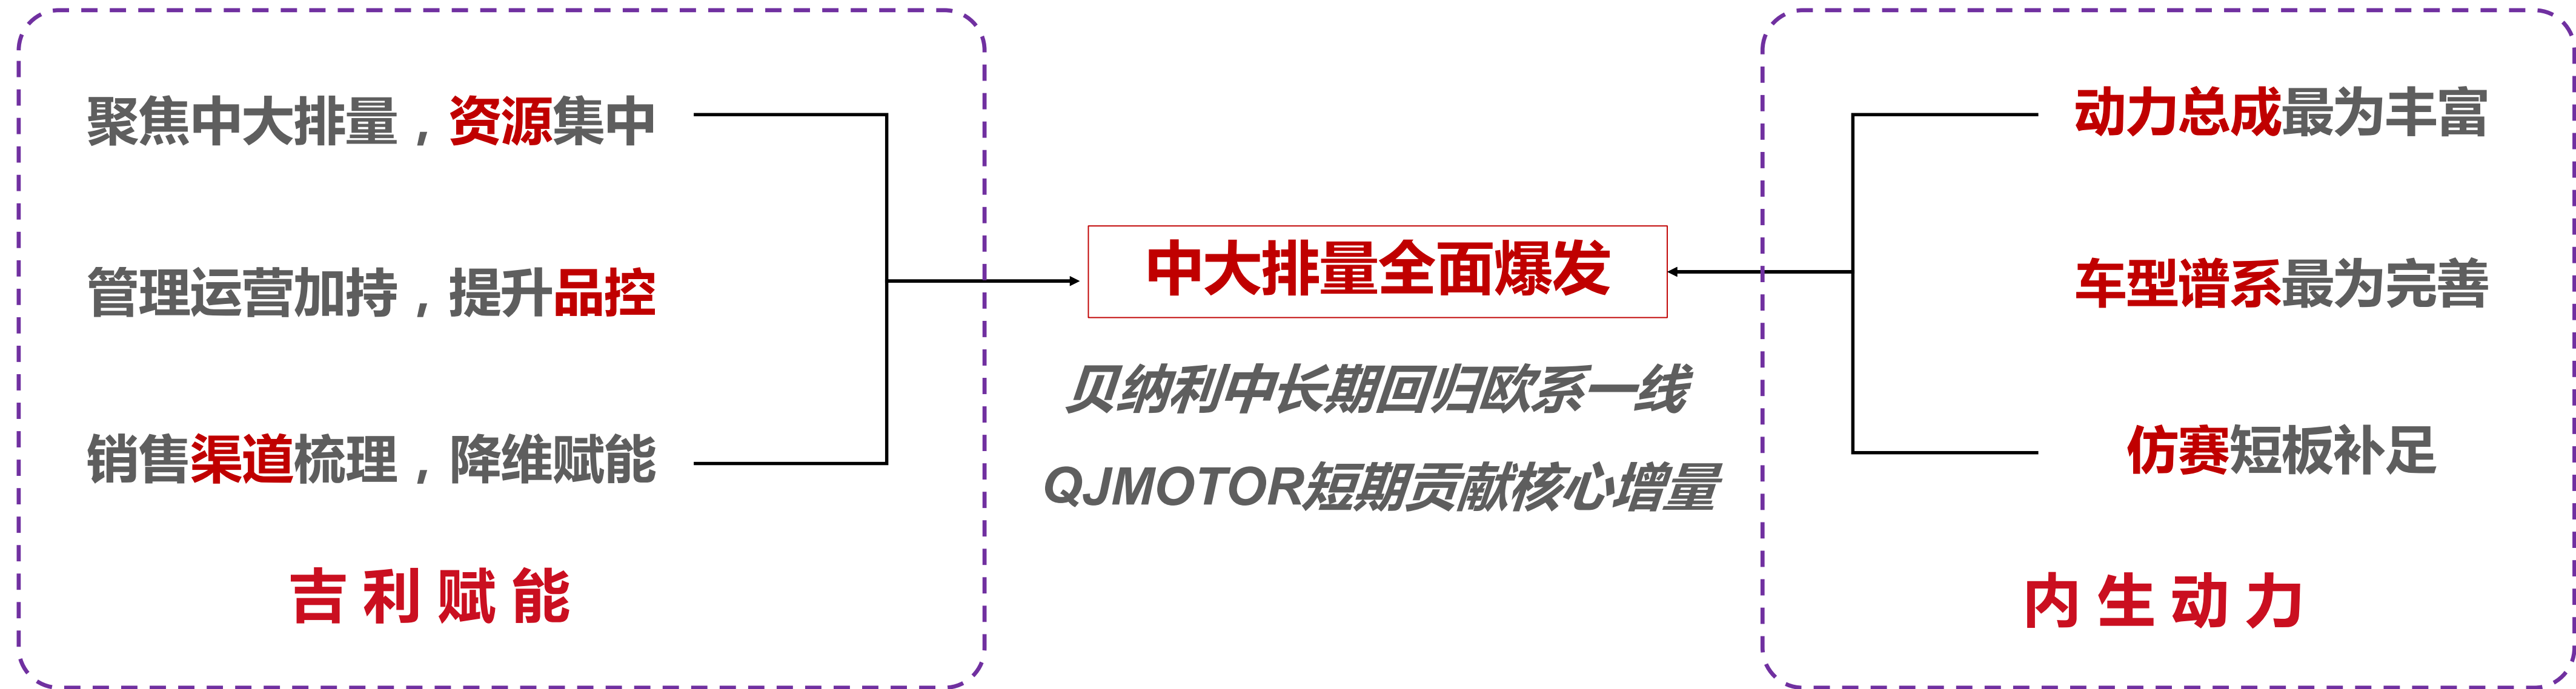 聚焦中大排量，资源集中
管理运营加持，提升品控
销售渠道梳理，降维赋能
吉利赋能
中大排量全面爆发
贝纳利中长期回归欧系一线
QJMOTOR短期贡献核心增量
动力总成最为丰富
车型谱系最为完善
仿赛短板补足
内生动力